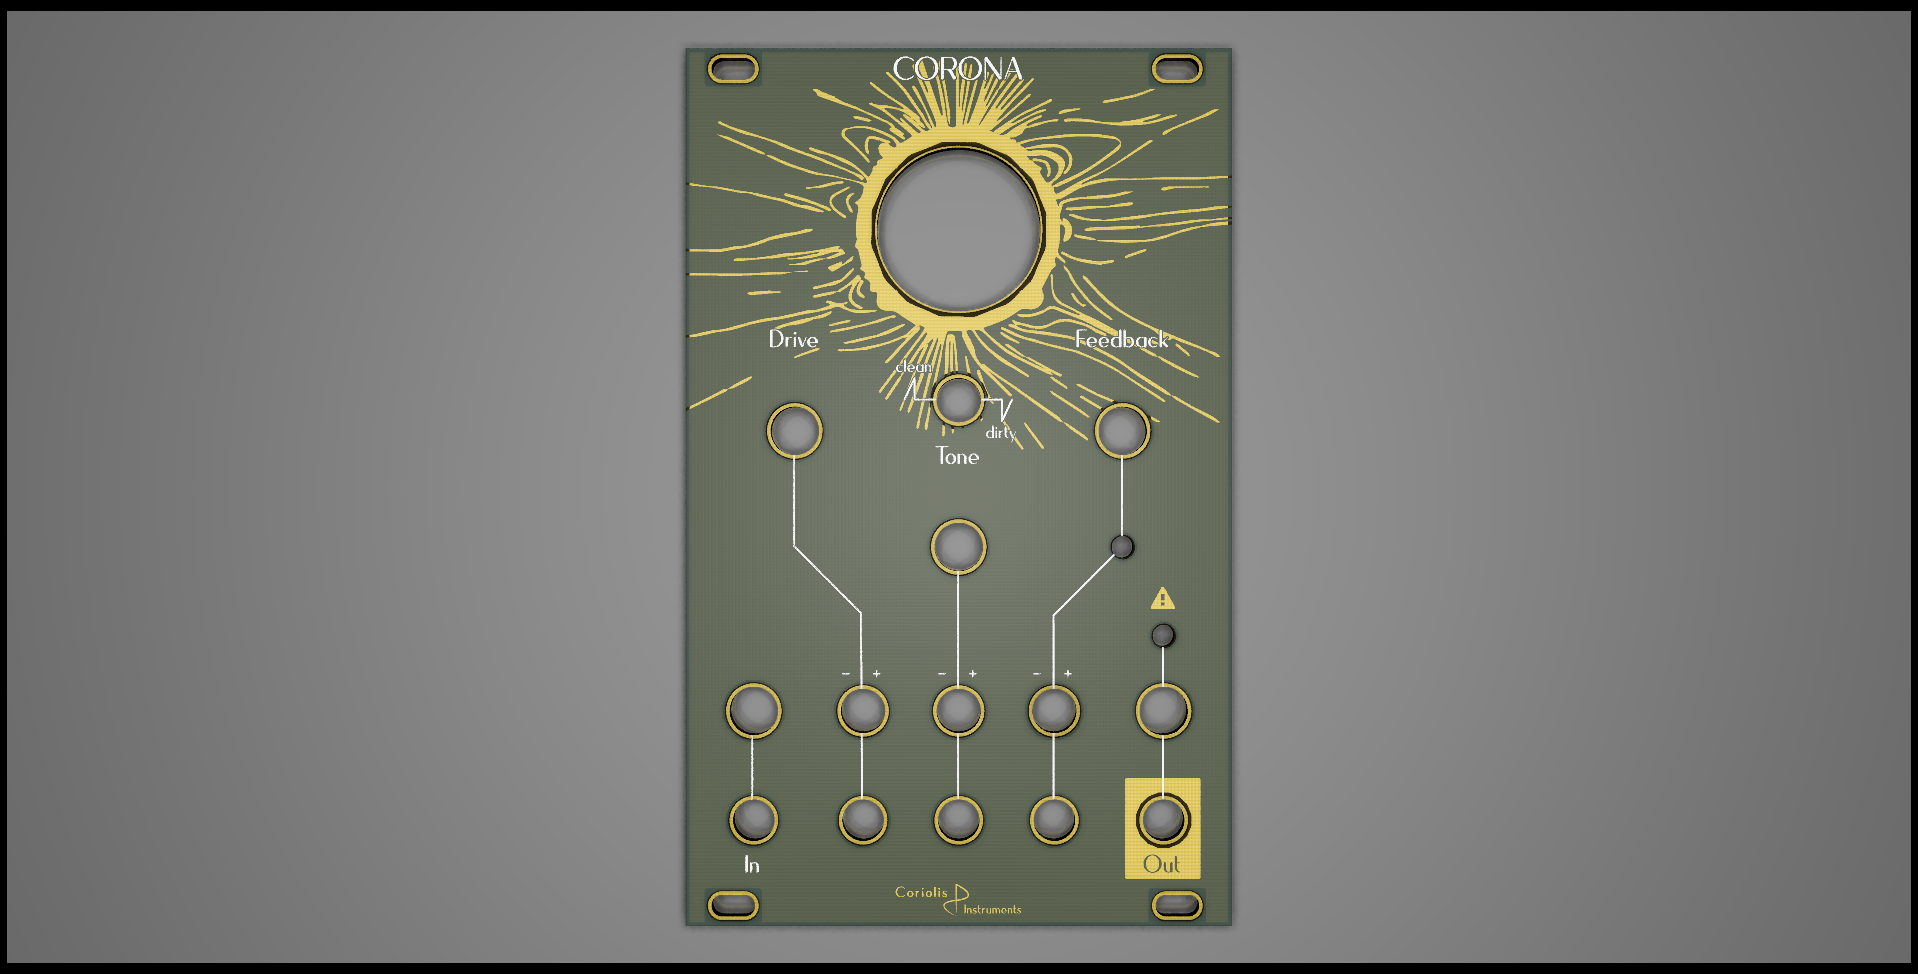 CORONA
Drive
Feedback
clean
dirty
Tone
- +
- +
- +
In
Out
Coriolis
Instruments